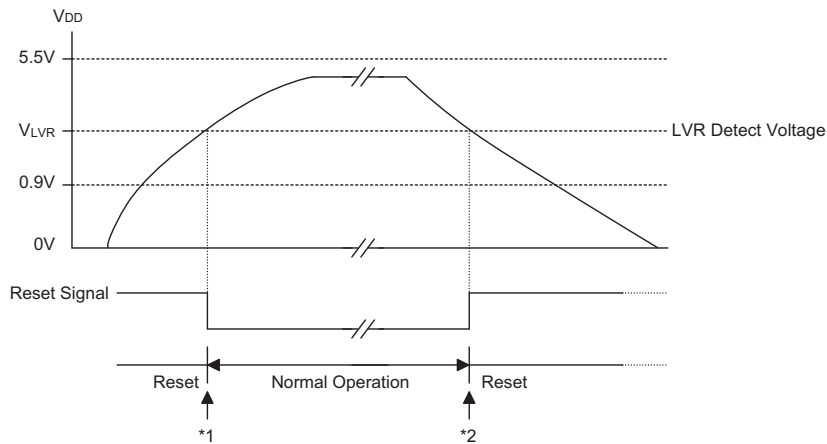 VDD
5.5V
VLVR
LVR Detect Voltage
0.9V
0V
Reset Signal
Reset
Normal Operation
Reset
*1
*2